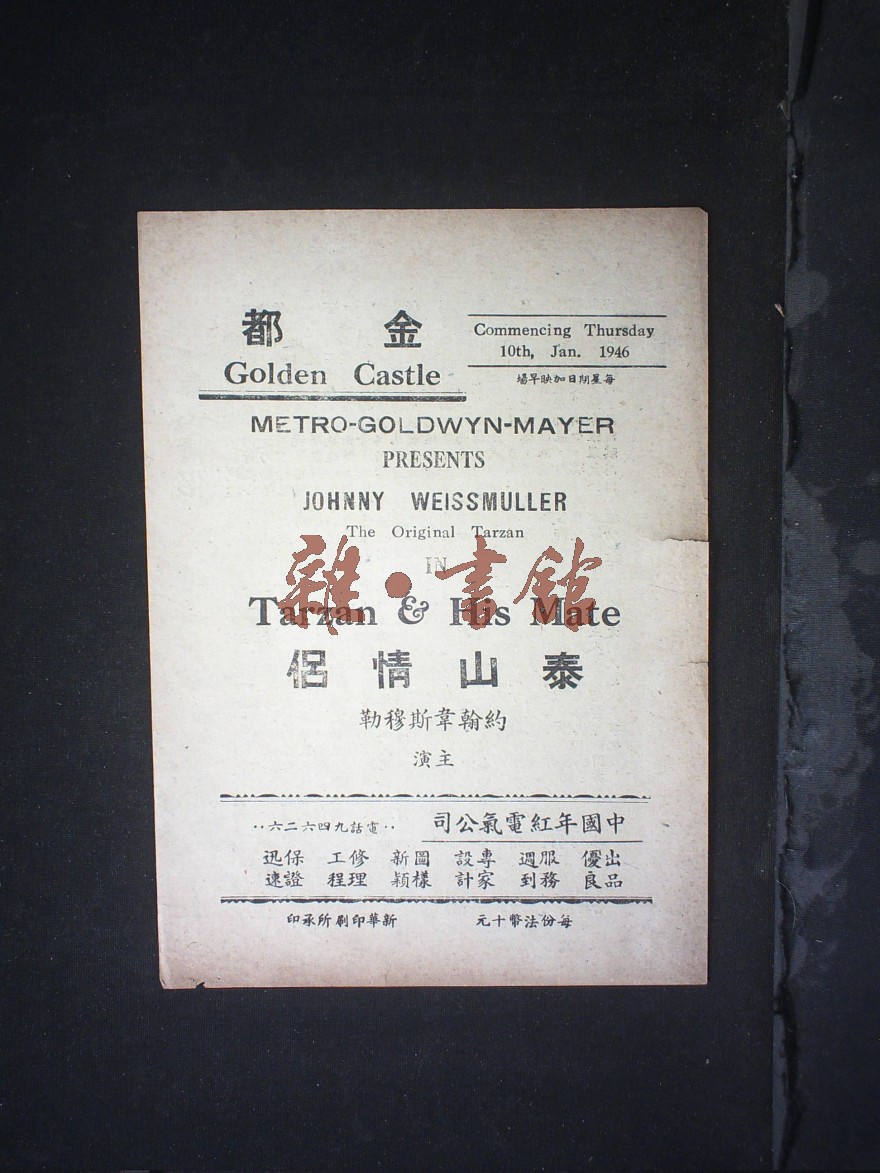 金都
Golden Castle
Commencing Thursday
10th, Jan. 1946
每星期日加映早場
METRO-GOLDWYN-MAYER
PRESENTS
JOHNNY WEISSMULLER
The Original Tarzan
IN
雜·書館
Tarzan & His Mate
泰山情侶
約翰韋斯穆勒
主演
中國年紅電氣公司
··電話九四六二六··
出品優良
服務週到
專家設計
圖樣新穎
修理工程
保證迅速
每份法幣十元
新華印刷所承印